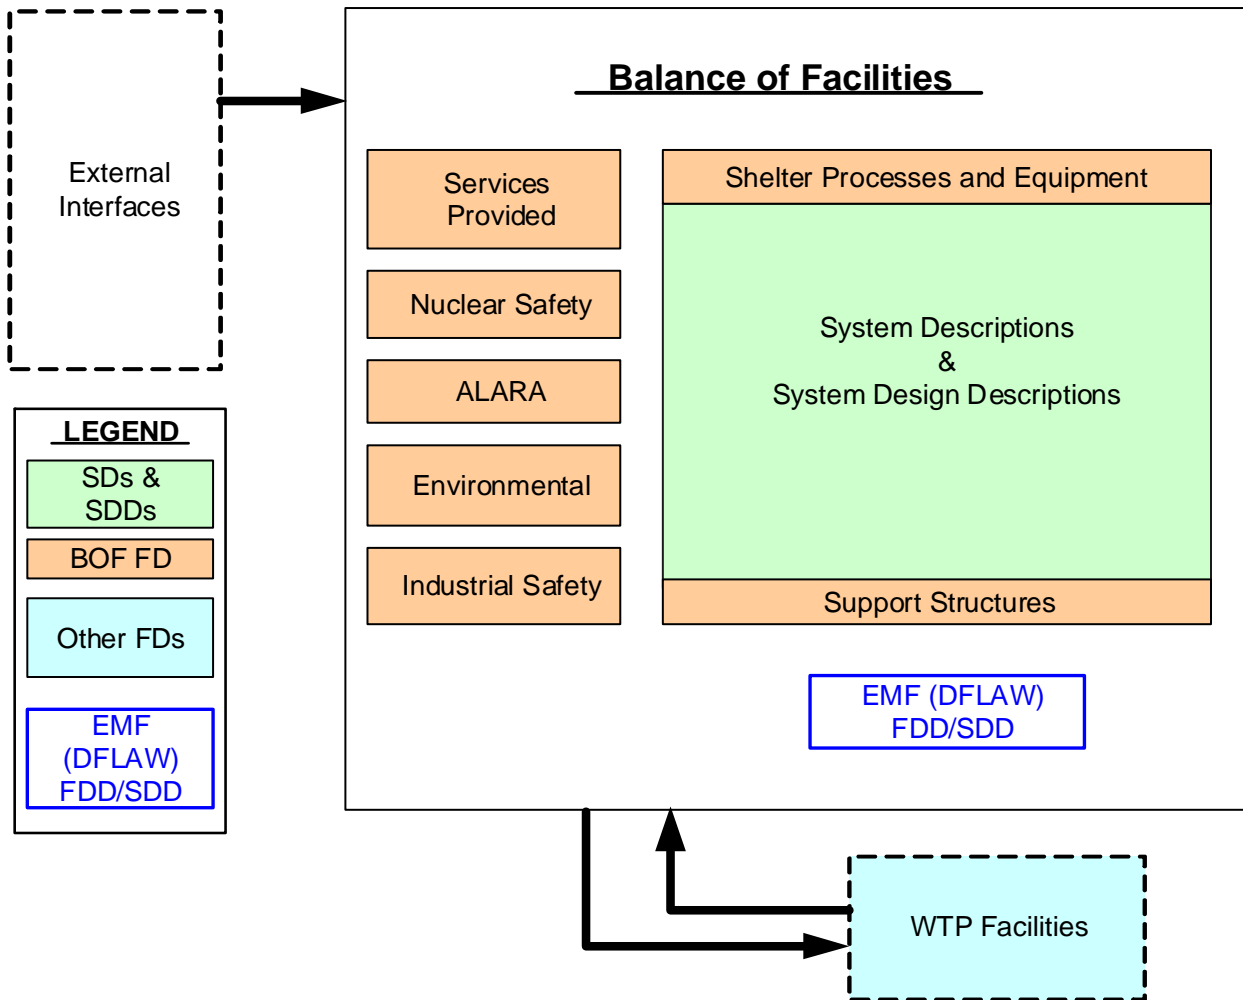 External
Interfaces
Balance of Facilities
Services
Provided
Nuclear Safety
ALARA
Environmental
Industrial Safety
Shelter Processes and Equipment
System Descriptions
&
System Design Descriptions
Support Structures
EMF (DFLAW)
FDD/SDD
LEGEND
SDs &
SDDs
BOF FD
Other FDs
EMF
(DFLAW)
FDD/SDD
WTP Facilities